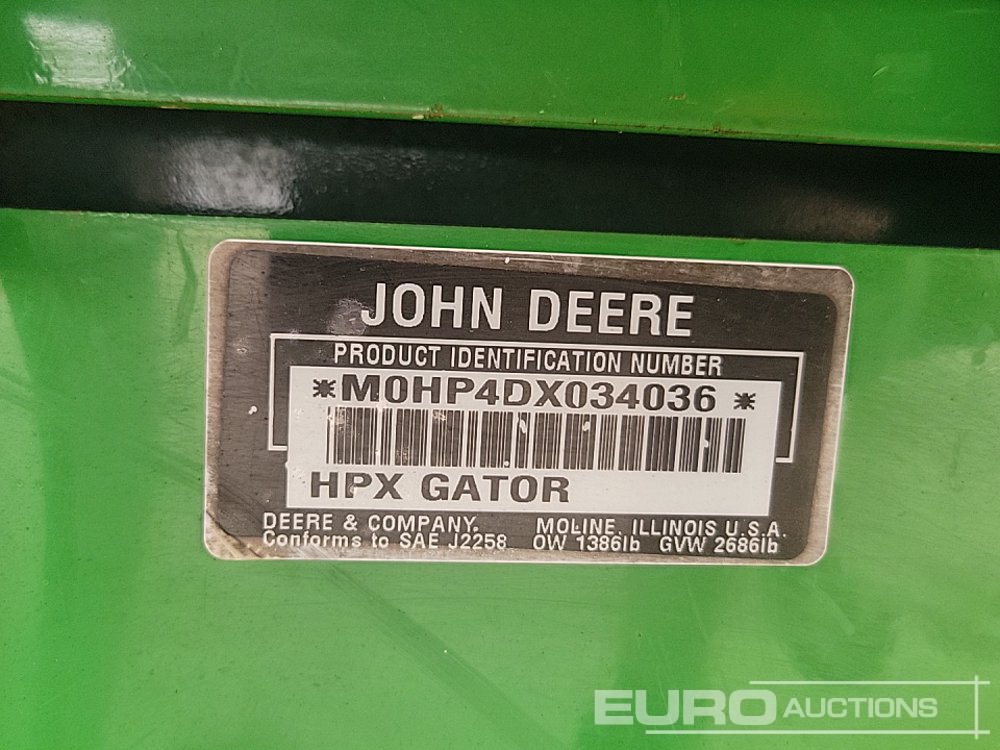 JOHN DEERE
PRODUCT IDENTIFICATION NUMBER
*M0HP4DX034036*
HPX GATOR
DEERE & COMPANY. MOLINE, ILLINOIS U.S.A.
Conforms to SAE J2258 OW 1386lb GVW 2686lb
EURO AUCTIONS